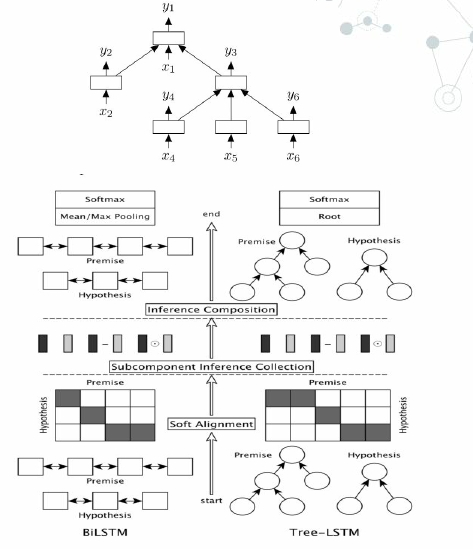 y1
y2
y3
x1
x2
y4
y6
x4
x5
x6
Softmax
Mean/Max Pooling
end
Softmax
Root
Premise
Hypothesis
Premise
Hypothesis
Inference Composition
− ⊙
− ⊙
Subcomponent Inference Collection
Premise
Premise
Hypothesis
Hypothesis
Soft Alignment
Premise
Hypothesis
Premise
start
Hypothesis
BiLSTM
Tree-LSTM